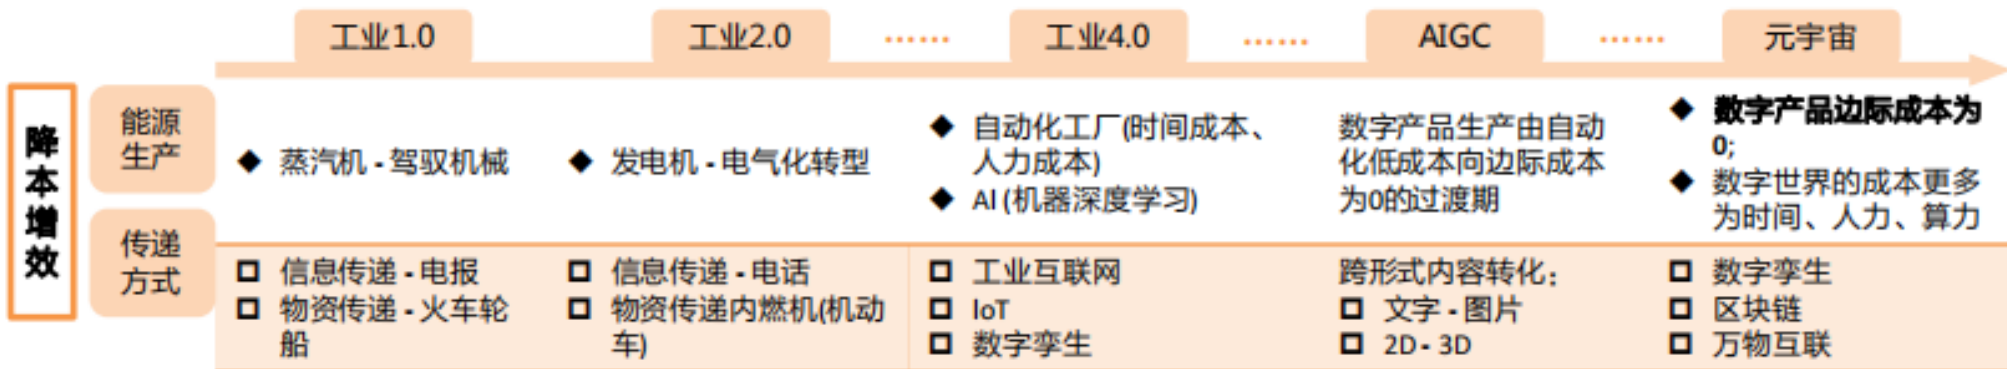 工业1.0 工业2.0 …… 工业4.0 …… AIGC …… 元宇宙
降本增效
能源
生产
◆ 蒸汽机 - 驾驭机械
◆ 发电机 - 电气化转型
◆ 自动化工厂(时间成本、
人力成本)
◆ AI (机器深度学习)
数字产品生产由自动
化低成本向边际成本
为0的过渡期
◆ 数字产品边际成本为
0;
◆ 数字世界的成本更多
为时间、人力、算力
传递
方式
□ 信息传递 - 电报
□ 物资传递 - 火车轮
船
□ 信息传递 - 电话
□ 物资传递内燃机(机动
车)
□ 工业互联网
□ IoT
□ 数字孪生
跨形式内容转化:
□ 文字 - 图片
□ 2D - 3D
□ 数字孪生
□ 区块链
□ 万物互联